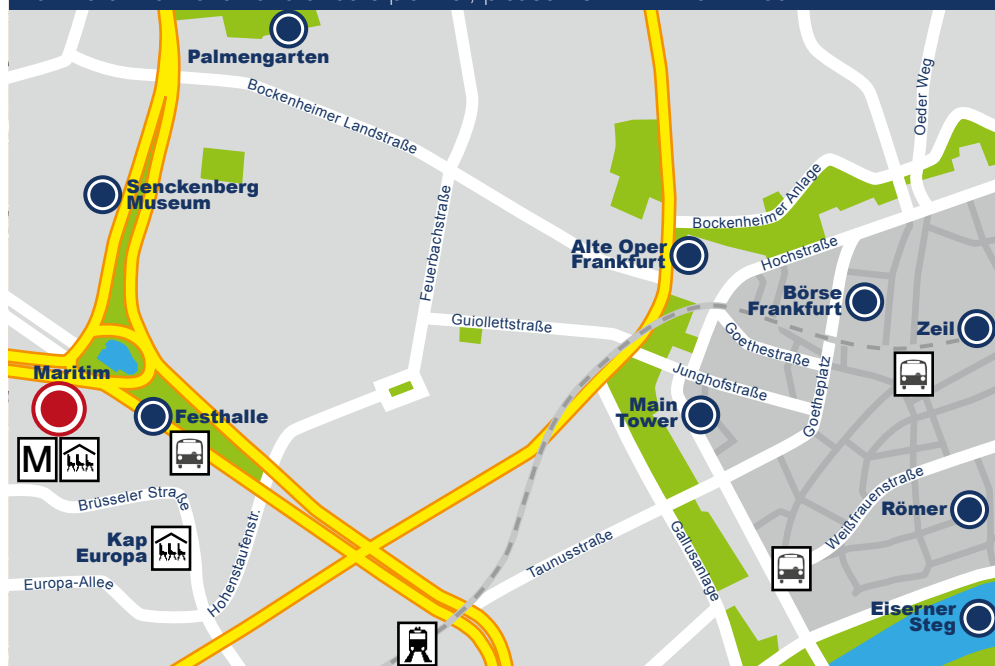 Palmengarten
Bockenheimer Landstraße
Oeder Weg
Senckenberg
Museum
Feuerbachstraße
Bockenheimer Anlage
Alte Oper
Frankfurt
Hochstraße
Börse
Frankfurt
Zeil
Guiollettstraße
Goethestraße
Goetheplatz
Junghofstraße
Maritim
Main
Tower
Festhalle
M
Brüsseler Straße
Weißfrauenstraße
Römer
Kap
Europa
Hohenstaufenstr.
Taunusstraße
Gallusanlage
Europa-Allee
Eiserner
Steg